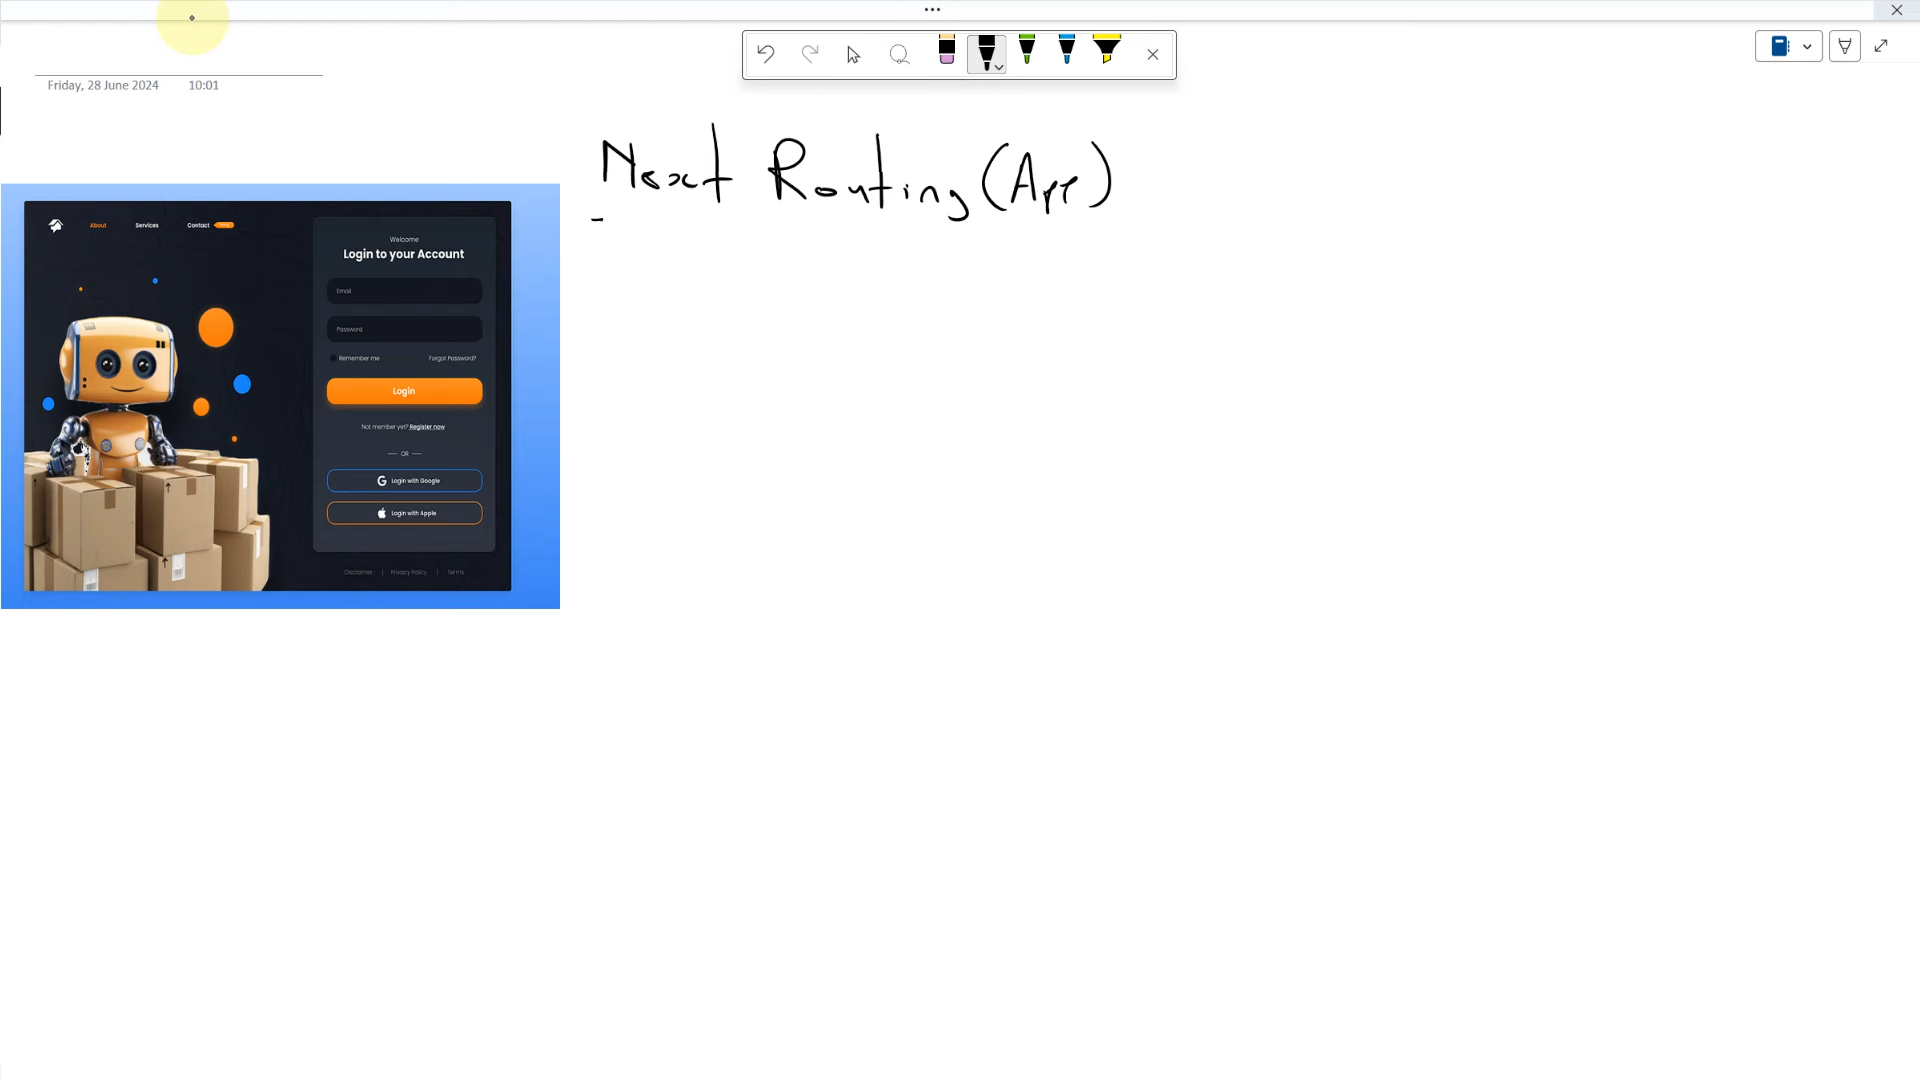 Friday, 28 June 2024 10:01
Next Routing (App)
About Services Contact
Welcome
Login to your Account
Email
Password
Remember me Forgot Password?
Login
Not member yet? Register now
OR
Login with Google
Login with Apple
Disclaimer | Privacy Policy | Terms